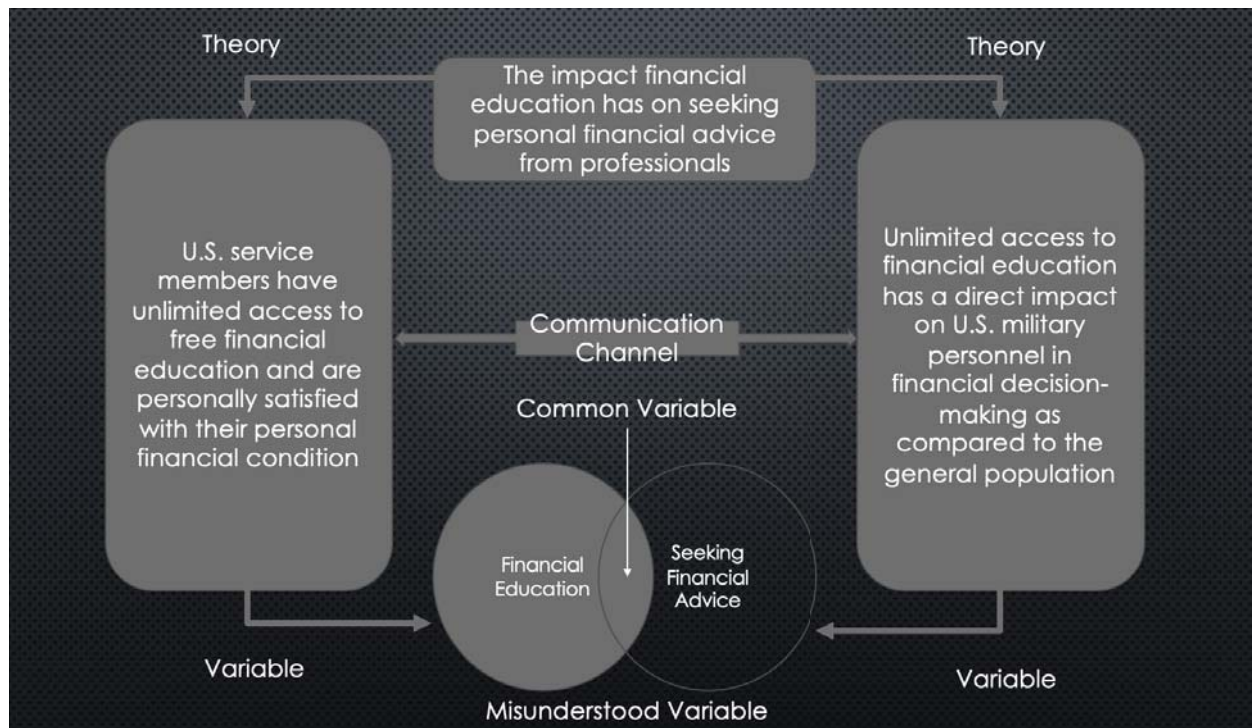 Theory
Theory
The impact financial
education has on seeking
personal financial advice
from professionals
U.S. service
members have
unlimited access to
free financial
education and are
personally satisfied
with their personal
financial condition
Communication
Channel
Unlimited access to
financial education
has a direct impact
on U.S. military
personnel in
financial decision-
making as
compared to the
general population
Common Variable
Financial
Education
Seeking
Financial
Advice
Variable
Variable
Misunderstood Variable